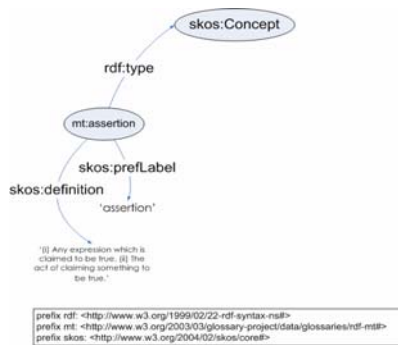 skos:Concept
rdf:type
mt:assertion
skos:prefLabel
skos:definition
'assertion'
'(i) Any expression which is
claimed to be true. (ii) The
act of claiming something to
be true.'
prefix rdf: <http://www.w3.org/1999/02/22-rdf-syntax-ns#>
prefix mt: <http://www.w3.org/2003/03/glossary-project/data/glossaries/rdf-mt#>
prefix skos: <http://www.w3.org/2004/02/skos/core#>